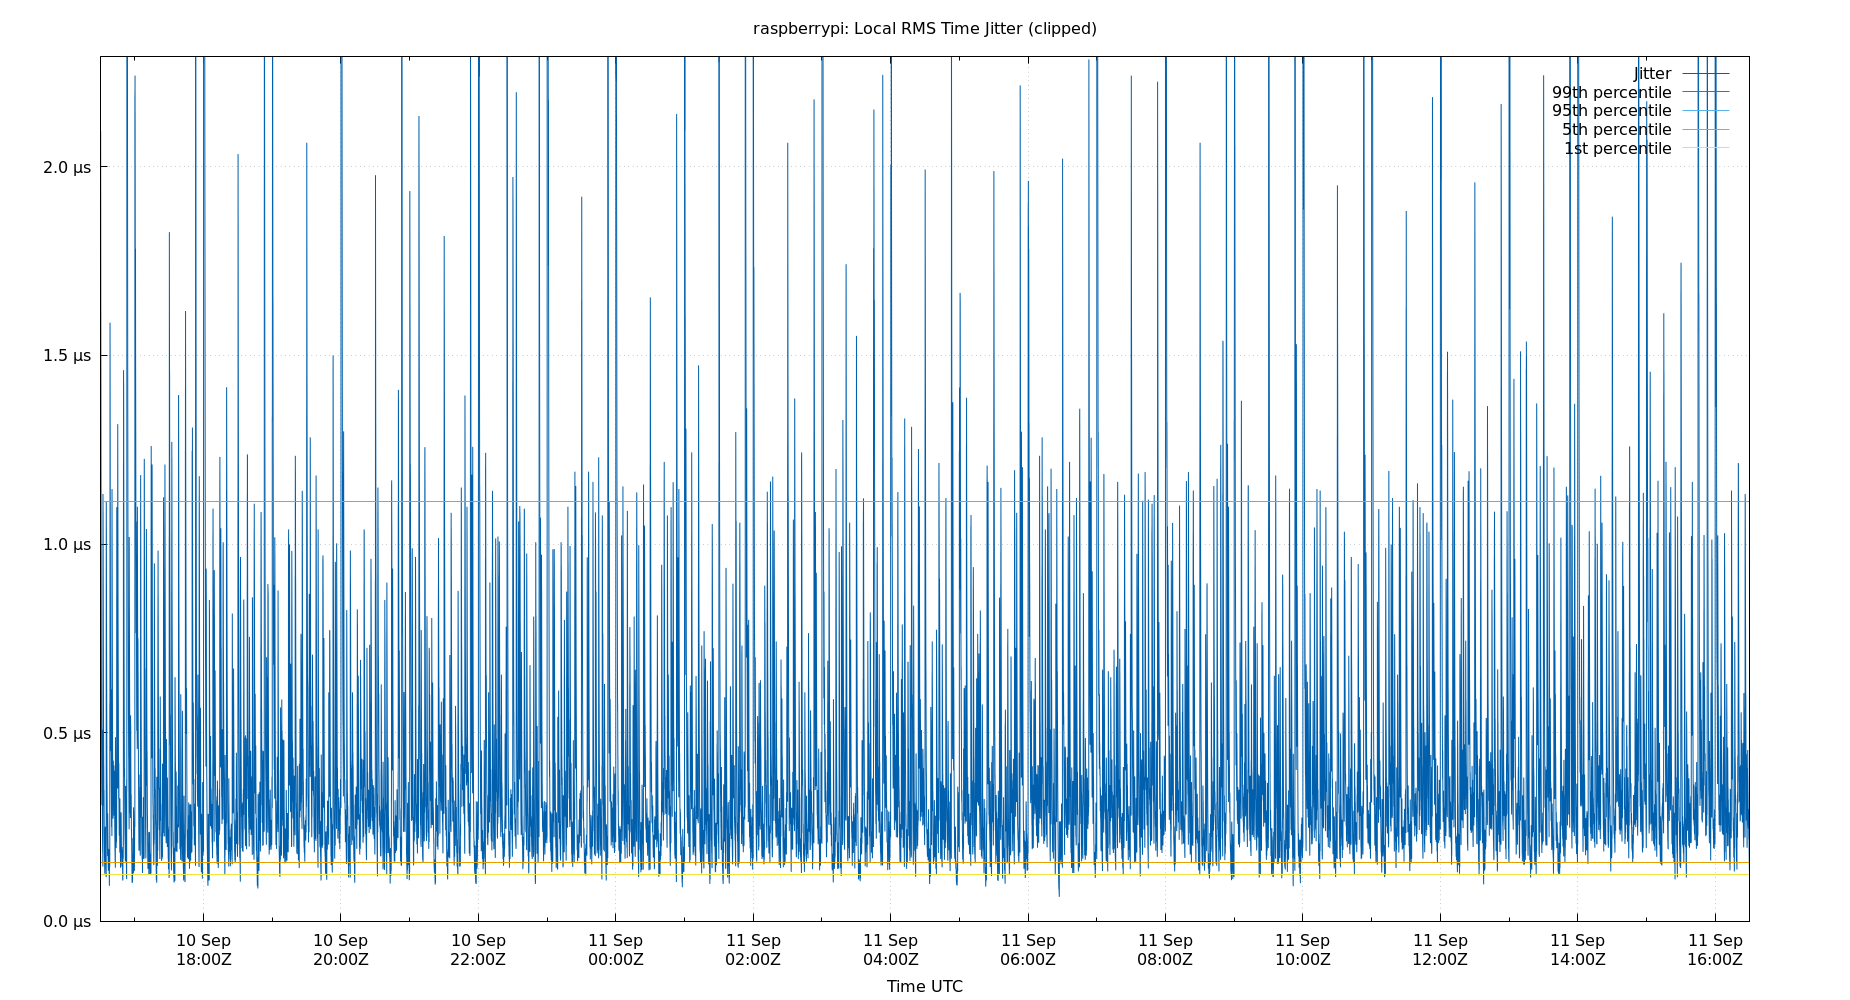 raspberrypi: Local RMS Time Jitter (clipped)
Jitter
99th percentile
95th percentile
5th percentile
1st percentile
2.0 µs
1.5 µs
1.0 µs
0.5 µs
0.0 µs
10 Sep 10 Sep 10 Sep 11 Sep 11 Sep 11 Sep 11 Sep 11 Sep 11 Sep 11 Sep 11 Sep 11 Sep
18:00Z 20:00Z 22:00Z 00:00Z 02:00Z 04:00Z 06:00Z 08:00Z 10:00Z 12:00Z 14:00Z 16:00Z
Time UTC